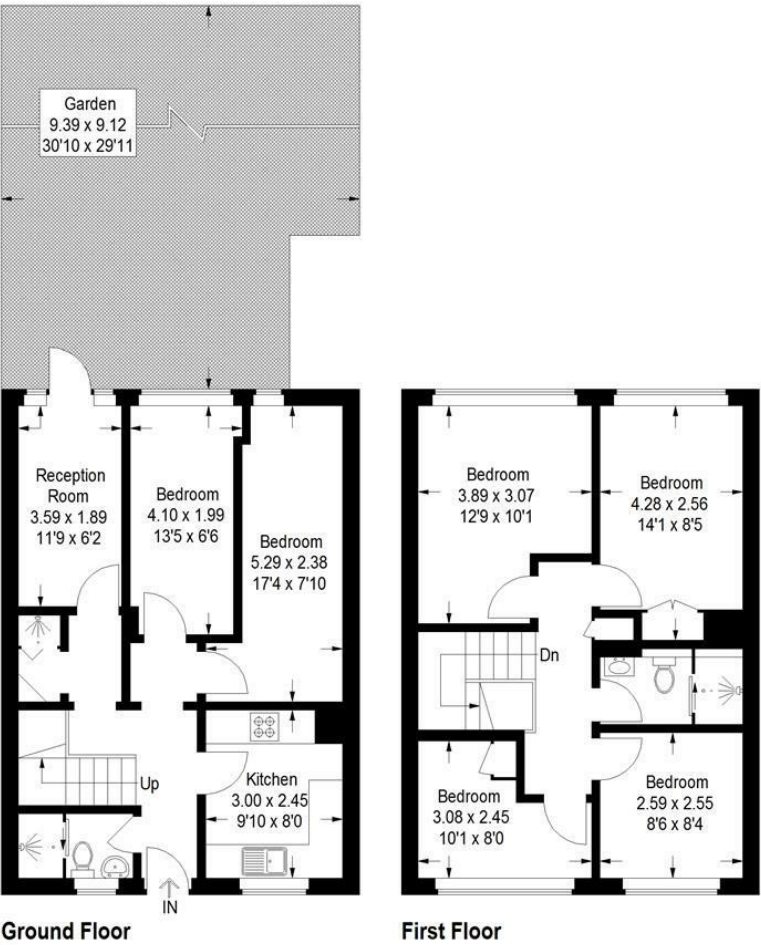 Garden
9.39 x 9.12
30'10 x 29'11
Reception
Room
3.59 x 1.89
11'9 x 6'2
Bedroom
4.10 x 1.99
13'5 x 6'6
Bedroom
5.29 x 2.38
17'4 x 7'10
Up
Kitchen
3.00 x 2.45
9'10 x 8'0
IN
Ground Floor
Bedroom
3.89 x 3.07
12'9 x 10'1
Bedroom
4.28 x 2.56
14'1 x 8'5
Dn
Bedroom
3.08 x 2.45
10'1 x 8'0
Bedroom
2.59 x 2.55
8'6 x 8'4
First Floor